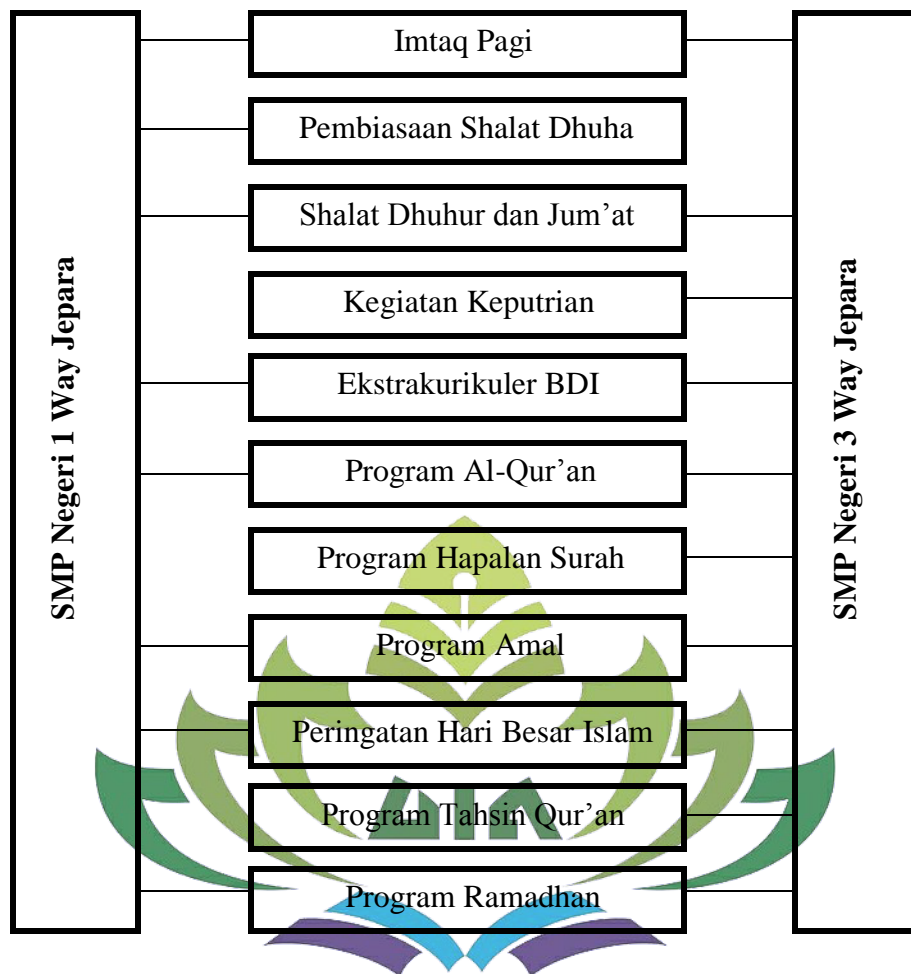 Imtaq Pagi
Pembiasaan Shalat Dhuha
Shalat Dhuhur dan Jum’at
Kegiatan Keputrian
Ekstrakurikuler BDI
Program Al-Qur’an
Program Hapalan Surah
Program Amal
Peringatan Hari Besar Islam
Program Tahsin Qur’an
Program Ramadhan
SMP Negeri 1 Way Jepara
SMP Negeri 3 Way Jepara